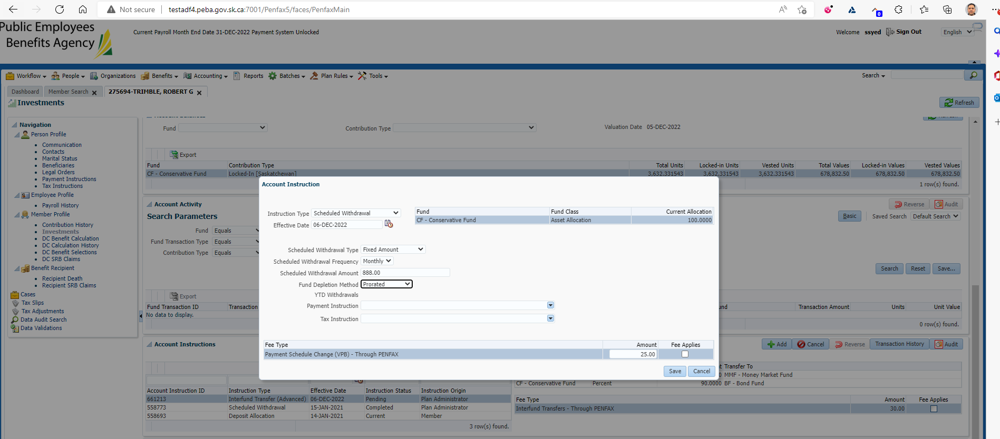 Not secure | testadf4.peba.gov.sk.ca:7001/Penfax5/faces/PenfaxMain
0
Public Employees
Benefits Agency
Current Payroll Month End Date 31-DEC-2022 Payment System Unlocked
Welcome ssyed Sign Out English
Workflow People Organizations Benefits Accounting Reports Batches Plan Rules Tools Search
Dashboard Member Search 275694-TRIMBLE, ROBERT G
Investments Refresh
Navigation
Person Profile
Communication
Contacts
Marital Status
Beneficiaries
Legal Orders
Payment Instructions
Tax Instructions
Employee Profile
Payroll History
Member Profile
Contribution History
Investments
DC Benefit Calculation
DC Calculation History
DC Benefit Selections
DC SRB Claims
Benefit Recipient
Recipient Death
Recipient SRB Claims
Cases
Tax Slips
Tax Adjustments
Data Audit Search
Data Validations
Fund Contribution Type Valuation Date 05-DEC-2022
Export
Fund Contribution Type Total Units Locked-in Units Vested Units Total Values Locked-in Values Vested Values
CF - Conservative Fund Locked-In [Saskatchewan] 3,632.331543 3,632.331543 3,632.331543 678,832.50 678,832.50 678,832.50
1 row(s) found.
Account Activity Reverse Audit
Search Parameters Basic Saved Search Default Search
Fund Equals
Fund Transaction Type Equals
Contribution Type Equals
Search Reset Save...
Export
Fund Transaction ID Transaction und Transaction Amount Units Unit Value
No data to display.
0 row(s) found.
Account Instruction
Instruction Type Scheduled Withdrawal
Effective Date 06-DEC-2022
Fund Fund Class Current Allocation
CF - Conservative Fund Asset Allocation 100.0000
Scheduled Withdrawal Type Fixed Amount
Scheduled Withdrawal Frequency Monthly
Scheduled Withdrawal Amount 888.00
Fund Depletion Method Prorated
YTD Withdrawals
Payment Instruction
Tax Instruction
Fee Type Amount Fee Applies
Payment Schedule Change (VPB) - Through PENFAX 25.00
Save Cancel
Account Instructions Add Cancel Reverse Transaction History Audit
Account Instruction ID Instruction Type Effective Date Instruction Status Instruction Origin
661213 Interfund Transfer (Advanced) 06-DEC-2022 Pending Plan Administrator
558773 Scheduled Withdrawal 15-JAN-2021 Completed Plan Administrator
558693 Deposit Allocation 14-JAN-2021 Current Member
3 row(s) found.
t Transfer To
0 MMF - Money Market Fund
CF - Conservative Fund Percent 90.0000 BF - Bond Fund
Fee Type Amount Fee Applies
Interfund Transfers - Through PENFAX 30.00